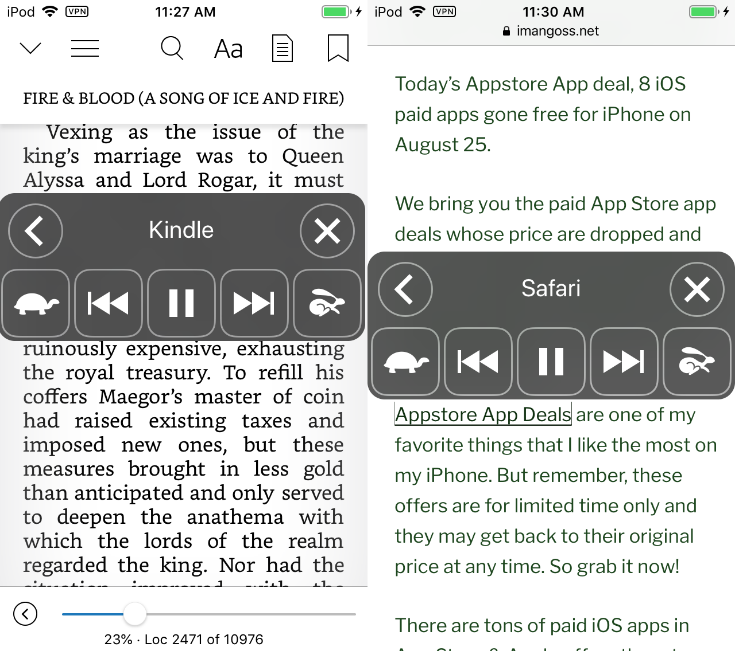 iPod VPN 11:27 AM
Aa
FIRE & BLOOD (A SONG OF ICE AND FIRE)
Vexing as the issue of the
king’s marriage was to Queen
Alyssa and Lord Rogar, it must
Kindle
ruinously expensive, exhausting
the royal treasury. To refill his
coffers Maegor’s master of coin
had raised existing taxes and
imposed new ones, but these
measures brought in less gold
than anticipated and only served
to deepen the anathema with
which the lords of the realm
regarded the king. Nor had the
situation improved with the
23% · Loc 2471 of 10976
iPod VPN 11:30 AM
imangoss.net
Today’s Appstore App deal, 8 iOS
paid apps gone free for iPhone on
August 25.
We bring you the paid App Store app
deals whose price are dropped and
Safari
Appstore App Deals are one of my
favorite things that I like the most on
my iPhone. But remember, these
offers are for limited time only and
they may get back to their original
price at any time. So grab it now!
There are tons of paid iOS apps in